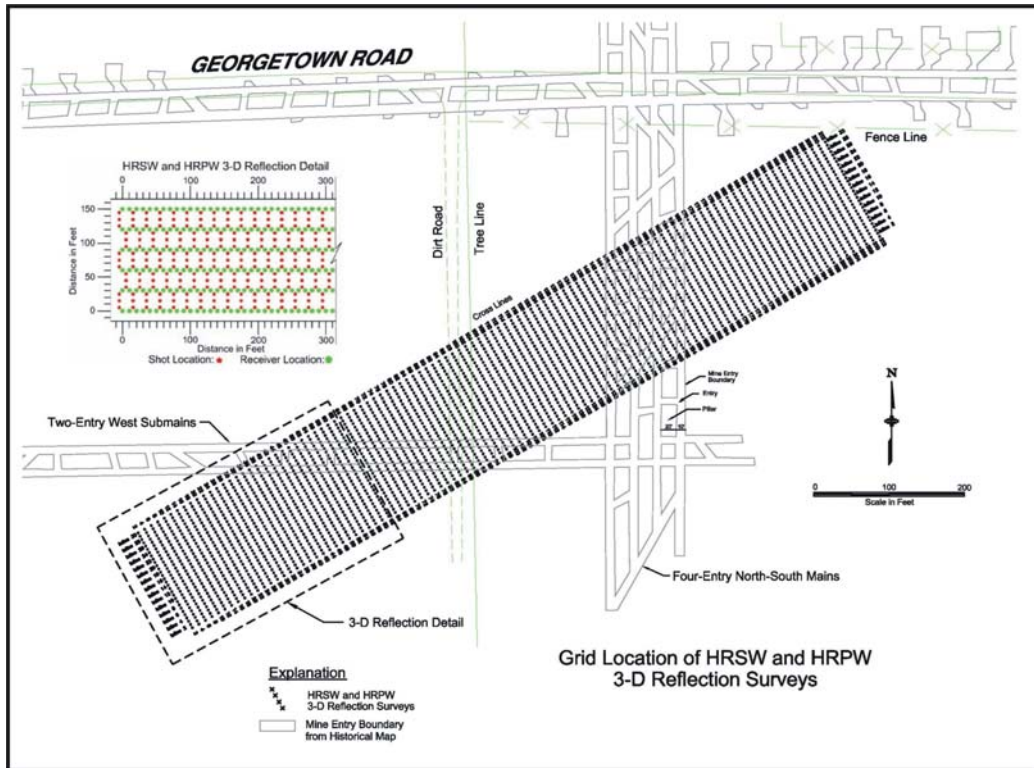 GEORGETOWN ROAD
Fence Line
HRSW and HRPW 3-D Reflection Detail
0 100 200 300
150
100
50
0
Distance in Feet
0 100 200 300
Distance in Feet
Shot Location: Receiver Location:
Dirt Road
Tree Line
Cross Lines
Mine Entry
Boundary
Entry
Pillar
N
Two-Entry West Submains
0 100 200
Scale in Feet
Four-Entry North-South Mains
3-D Reflection Detail
Grid Location of HRSW and HRPW
3-D Reflection Surveys
Explanation
HRSW and HRPW
3-D Reflection Surveys
Mine Entry Boundary
from Historical Map